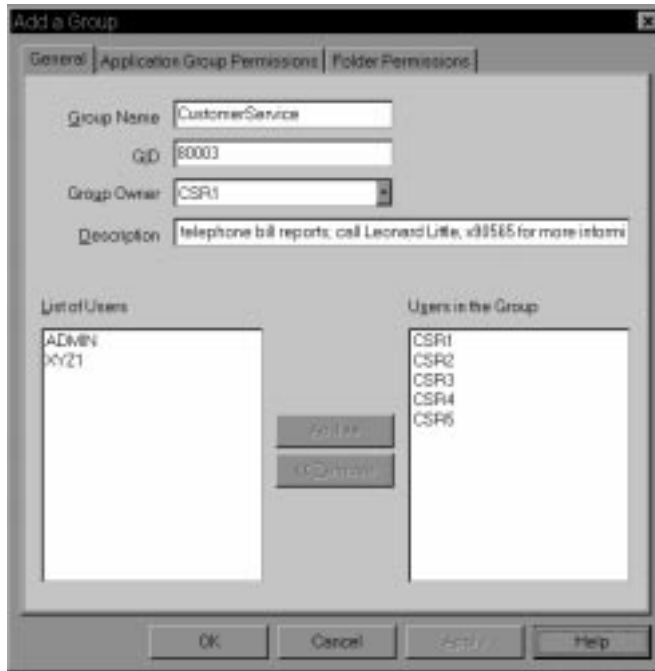 Add a Group
General Application Group Permissions Folder Permissions
Group Name CustomerService
GID 80003
Group Owner CSR1
Description telephone bill reports; call Leonard Little, x90565 for more informi
List of Users Users in the Group
ADMIN
XYZ1
CSR1
CSR2
CSR3
CSR4
CSR5
OK Cancel Apply Help